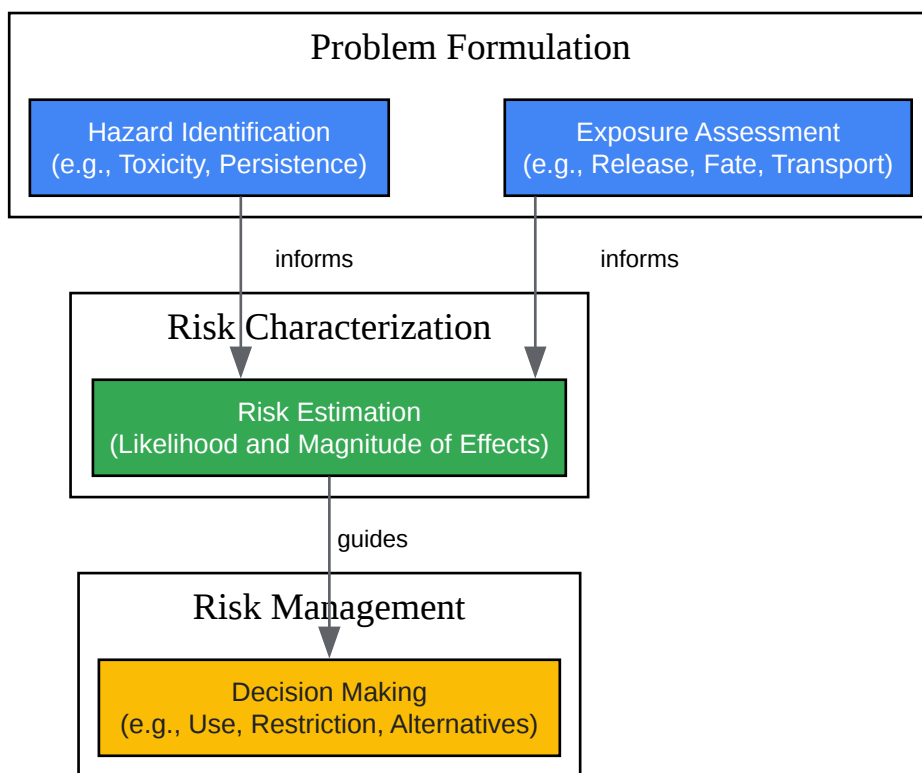 Problem Formulation
Hazard Identification
(e.g., Toxicity, Persistence)
Exposure Assessment
(e.g., Release, Fate, Transport)
informs
informs
Risk Characterization
Risk Estimation
(Likelihood and Magnitude of Effects)
guides
Risk Management
Decision Making
(e.g., Use, Restriction, Alternatives)